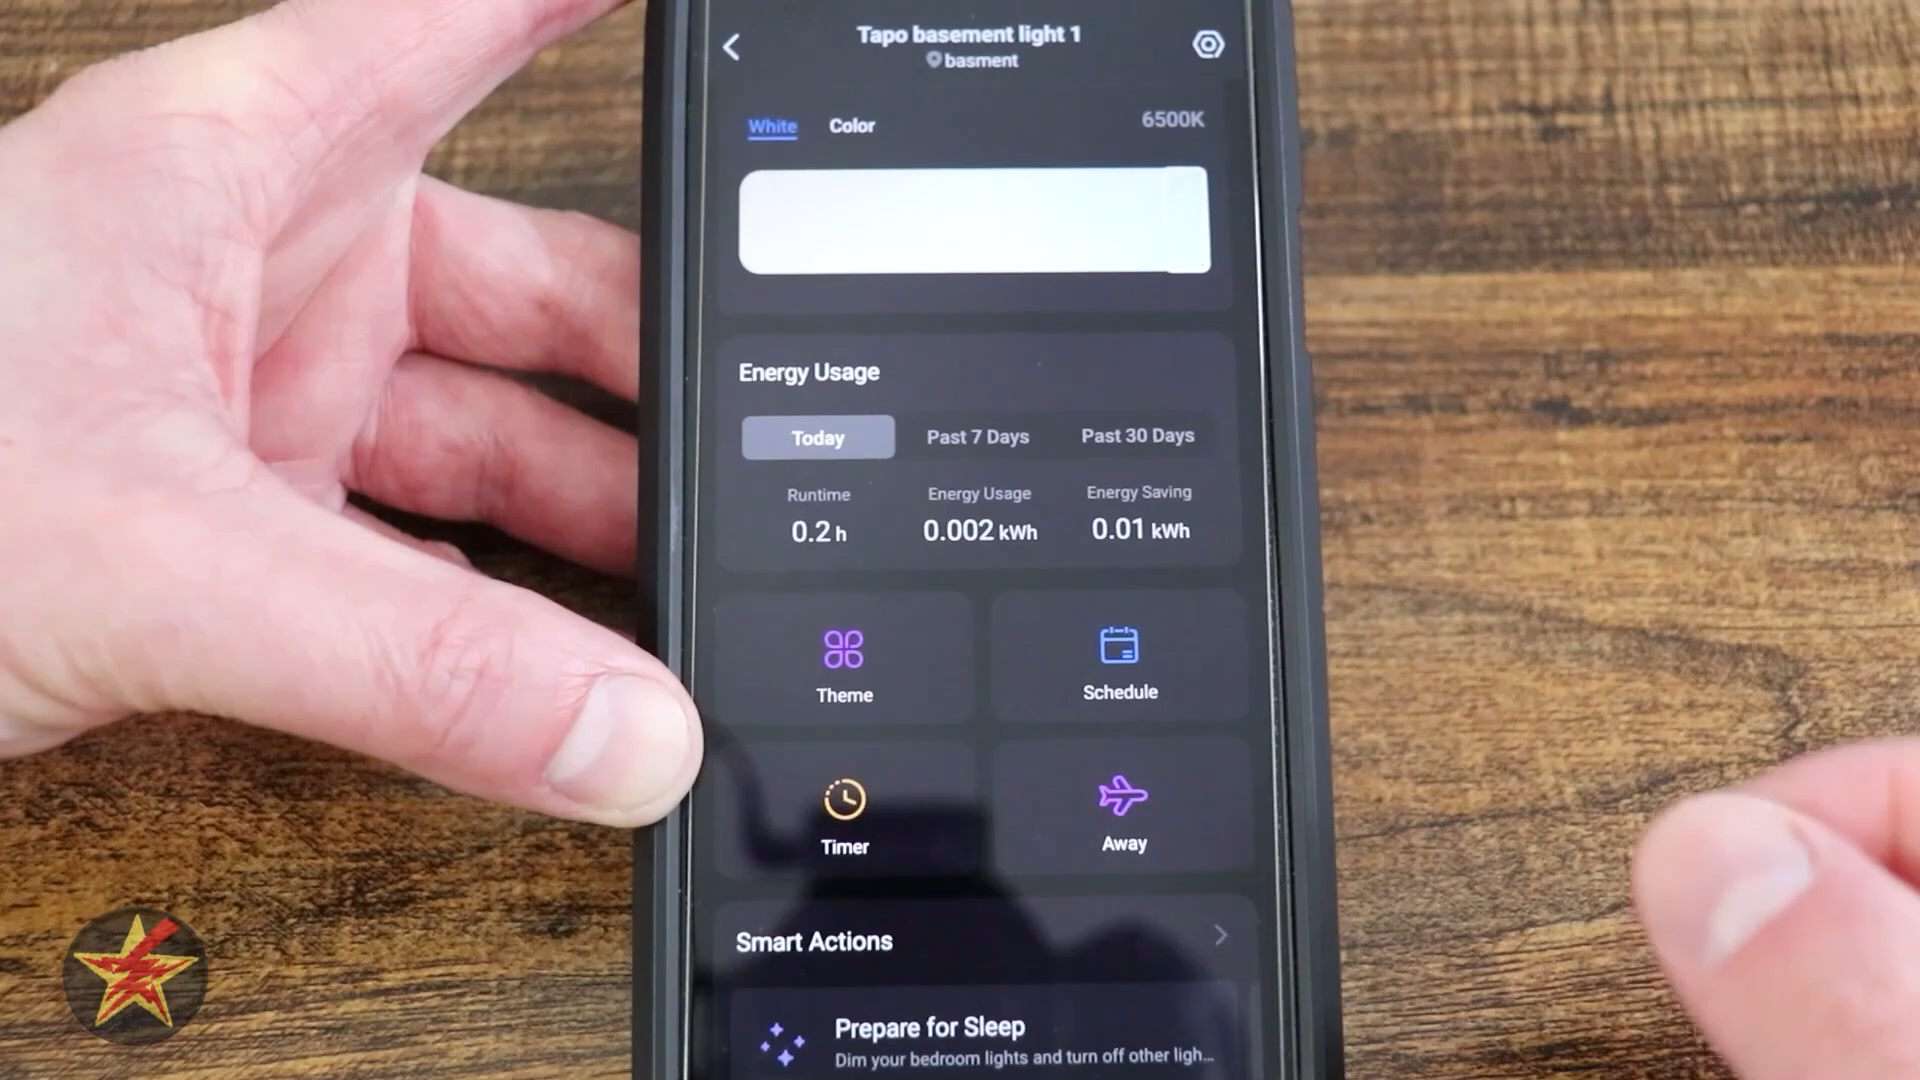 Tapo basement light 1
basment
White Color 6500K
Energy Usage
Today Past 7 Days Past 30 Days
Runtime Energy Usage Energy Saving
0.2 h 0.002 kWh 0.01 kWh
Theme Schedule
Timer Away
Smart Actions
Prepare for Sleep
Dim your bedroom lights and turn off other ligh...